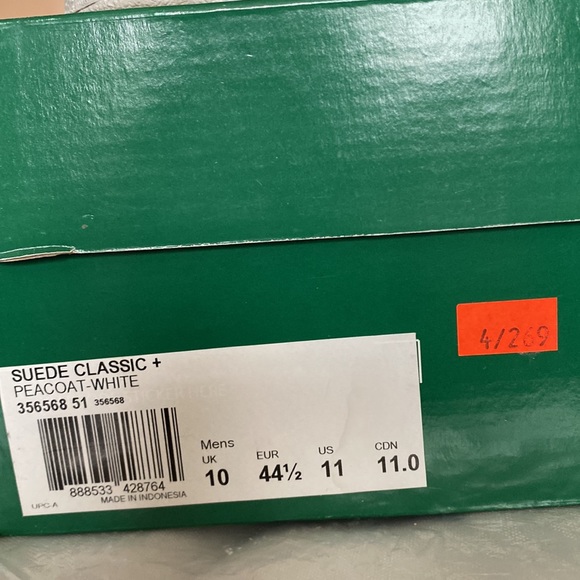 4/269
SUEDE CLASSIC +
PEACOAT-WHITE
356568 51 356568
Mens
UK EUR US CDN
10 44½ 11 11.0
888533 428764
MADE IN INDONESIA
UPC-A